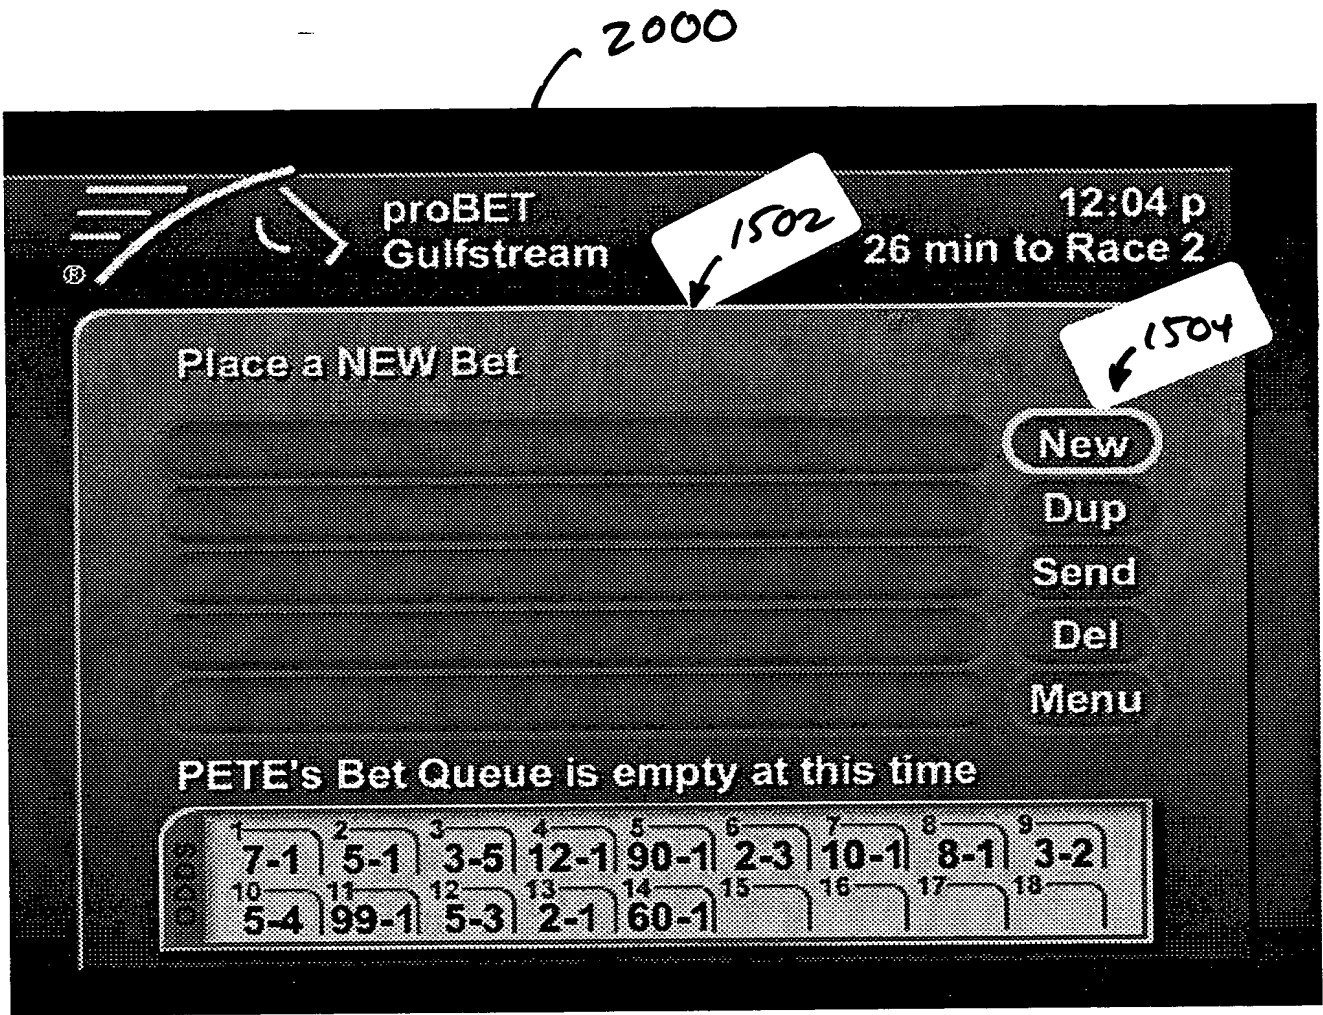 2000
proBET
Gulfstream
®
1502
12:04 p
26 min to Race 2
1504
Place a NEW Bet
New
Dup
Send
Del
Menu
PETE's Bet Queue is empty at this time
ODDS
1 2 3 4 5 6 7 8 9
7-1 5-1 3-5 12-1 90-1 2-3 10-1 8-1 3-2
10 11 12 13 14 15 16 17 18
5-4 99-1 5-3 2-1 60-1